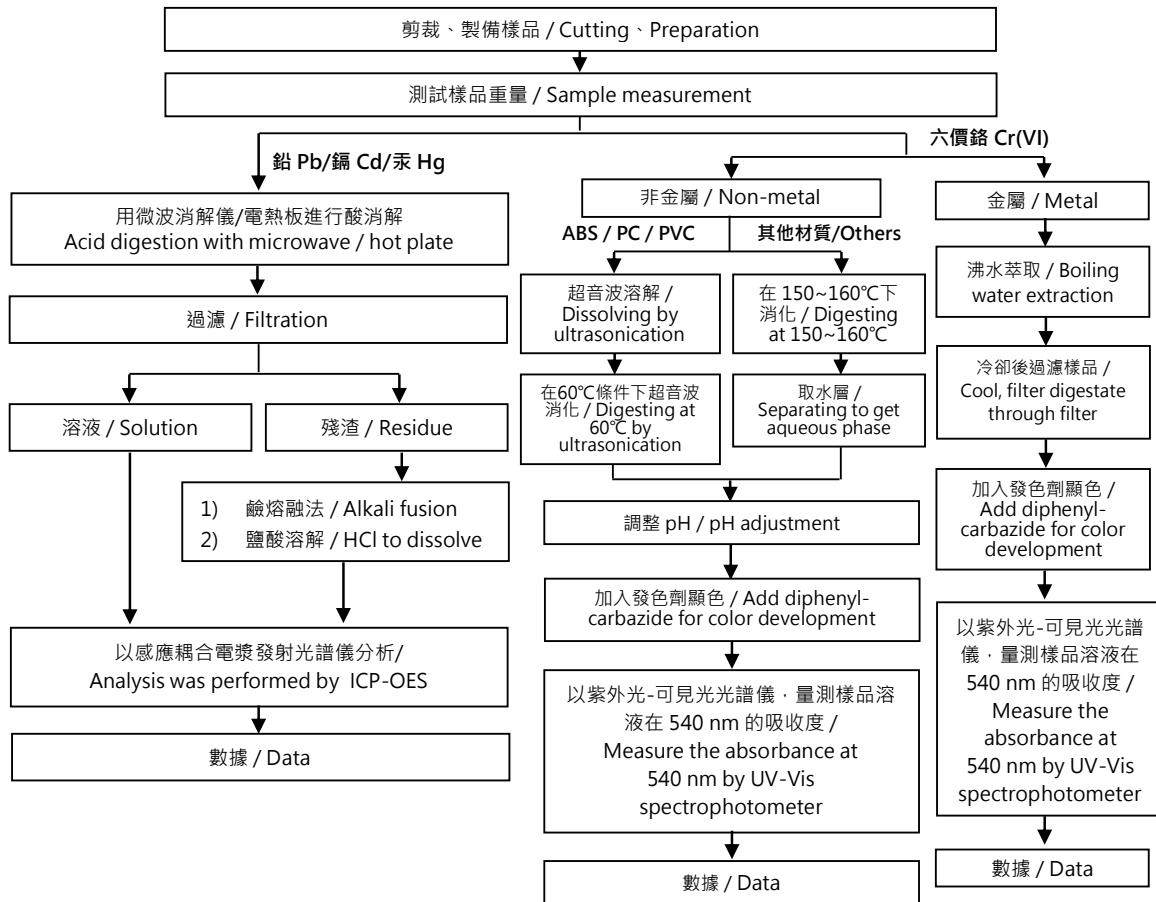 剪裁、製備樣品 / Cutting、Preparation
測試樣品重量 / Sample measurement
鉛 Pb/鎘 Cd/汞 Hg
六價鉻 Cr(VI)
用微波消解儀/電熱板進行酸消解
Acid digestion with microwave / hot plate
過濾 / Filtration
溶液 / Solution
殘渣 / Residue
1) 鹼熔融法 / Alkali fusion
2) 鹽酸溶解 / HCl to dissolve
以感應耦合電漿發射光譜儀分析/
Analysis was performed by ICP-OES
數據 / Data
非金屬 / Non-metal
ABS / PC / PVC
其他材質/Others
超音波溶解 /
Dissolving by
ultrasonication
在60℃條件下超音波
消化 / Digesting at
60℃ by
ultrasonication
在 150~160℃下
消化 / Digesting
at 150~160℃
取水層 /
Separating to get
aqueous phase
調整 pH / pH adjustment
加入發色劑顯色 / Add diphenyl-
carbazide for color development
以紫外光-可見光光譜儀，量測樣品溶
液在 540 nm 的吸收度 /
Measure the absorbance at
540 nm by UV-Vis
spectrophotometer
數據 / Data
金屬 / Metal
沸水萃取 / Boiling
water extraction
冷卻後過濾樣品 /
Cool, filter digestate
through filter
加入發色劑顯色 /
Add diphenyl-
carbazide for color
development
以紫外光-可見光光譜
儀，量測樣品溶液在
540 nm 的吸收度 /
Measure the
absorbance at
540 nm by UV-Vis
spectrophotometer
數據 / Data